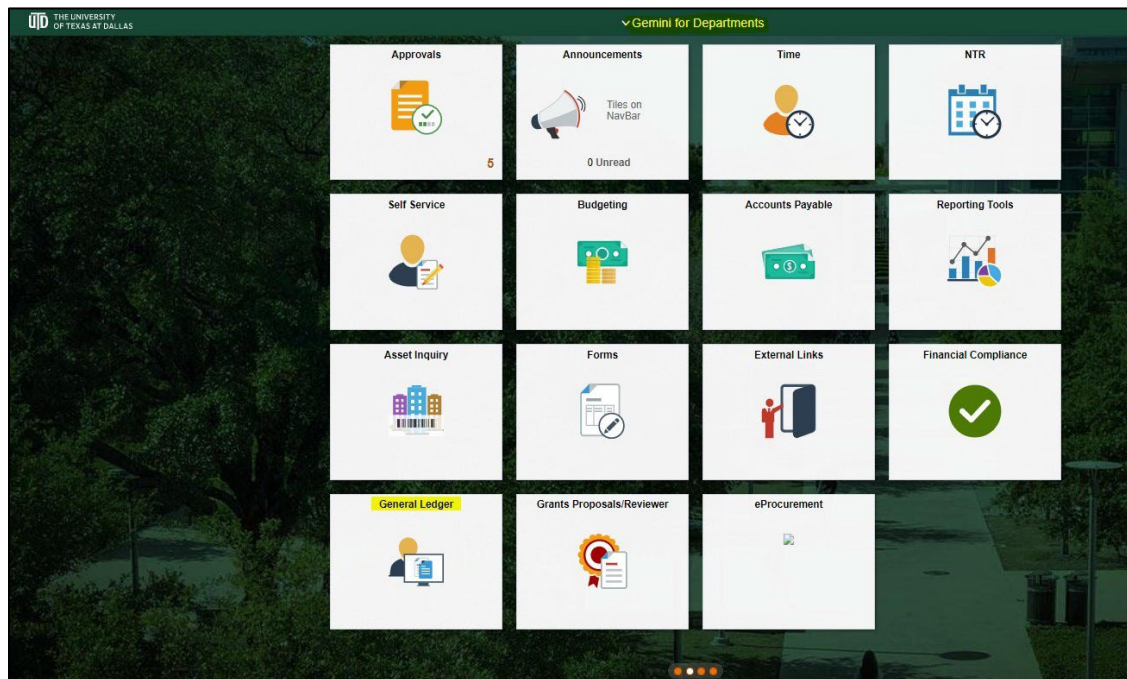 UTD THE UNIVERSITY
OF TEXAS AT DALLAS
Gemini for Departments
Approvals
5
Announcements
Tiles on
NavBar
0 Unread
Time
NTR
Self Service
Budgeting
Accounts Payable
Reporting Tools
Asset Inquiry
Forms
External Links
Financial Compliance
General Ledger
Grants Proposals/Reviewer
eProcurement